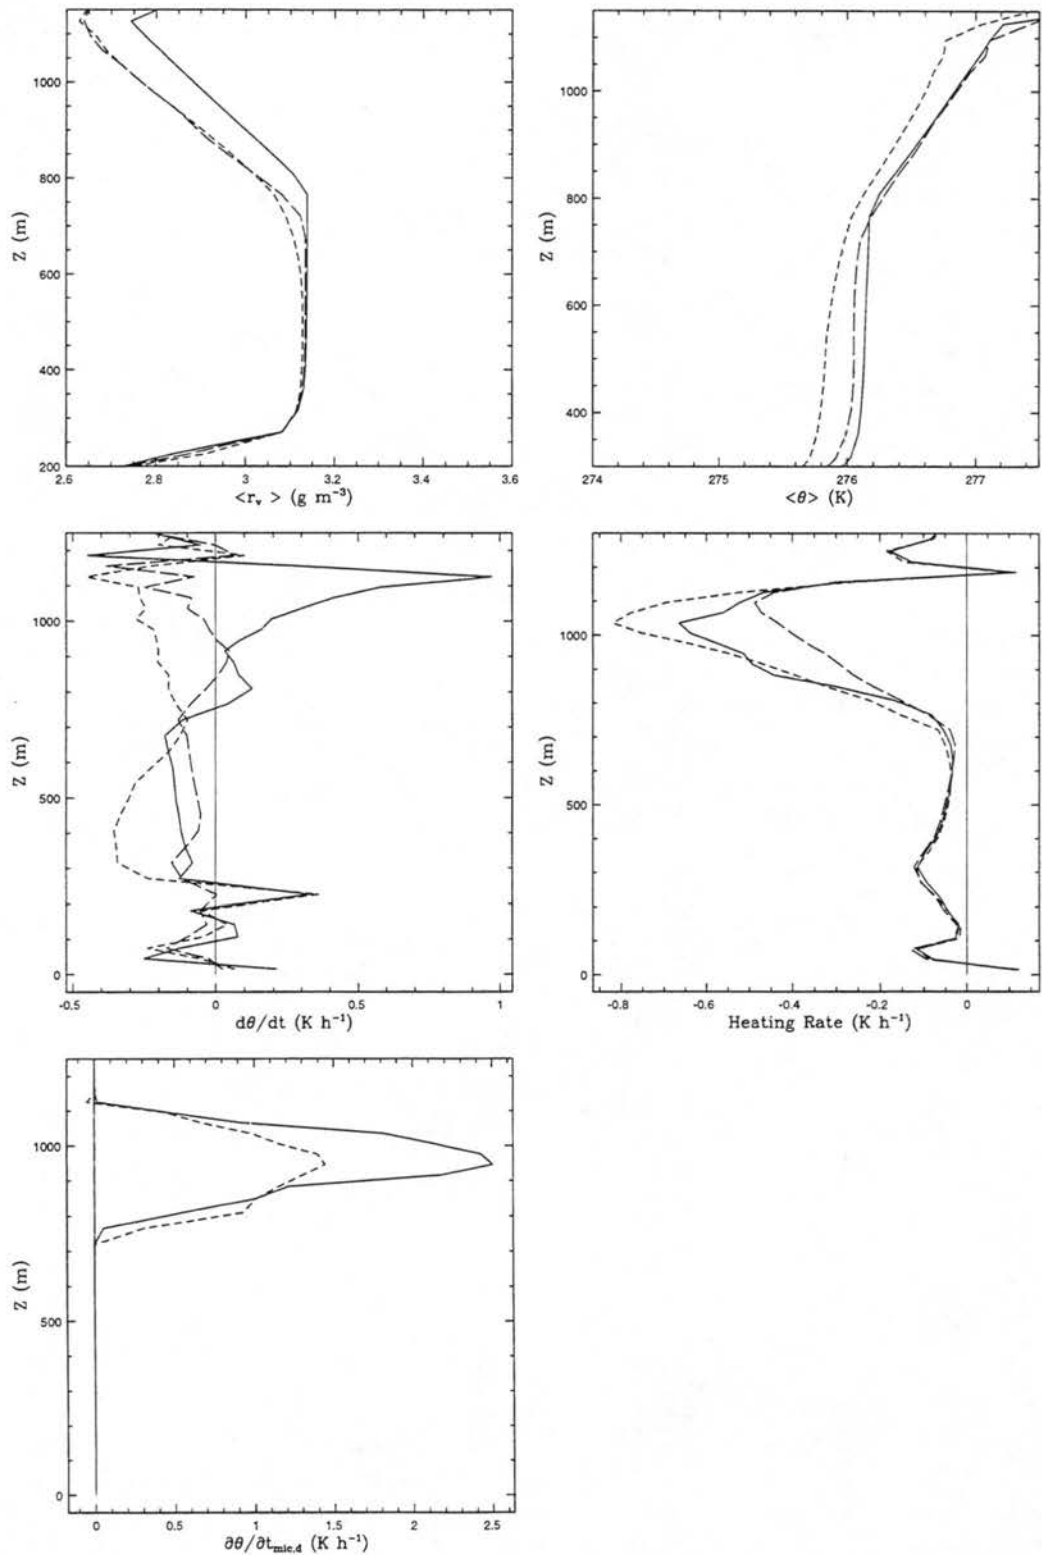 1000
800
600
400
200
Z (m)
2.6 2.8 3 3.2 3.4 3.6
<r_v> (g m⁻³)
1000
800
600
400
Z (m)
274 275 276 277
<θ> (K)
1000
500
0
Z (m)
-0.5 0 0.5 1
dθ/dt (K h⁻¹)
1000
500
0
Z (m)
-0.8 -0.6 -0.4 -0.2 0
Heating Rate (K h⁻¹)
1000
500
0
Z (m)
0 0.5 1 1.5 2 2.5
∂θ/∂t_mic,d (K h⁻¹)